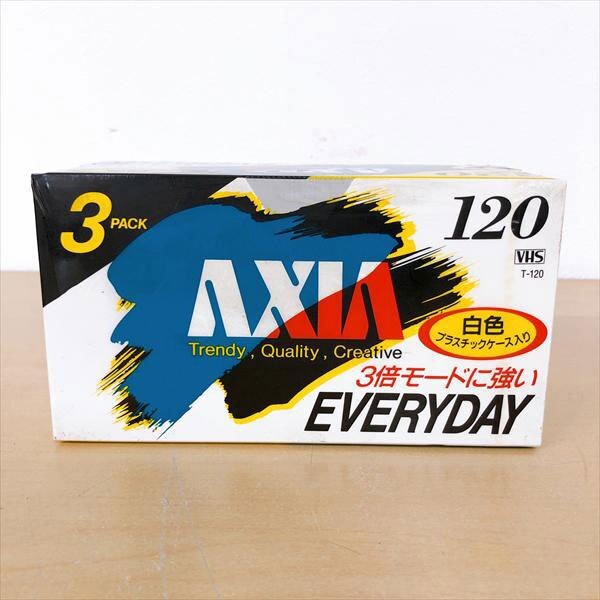 3 PACK
120
VHS
T-120
AXIA
Trendy , Quality , Creative
白色
プラスチックケース入り
3倍モードに強い
EVERYDAY